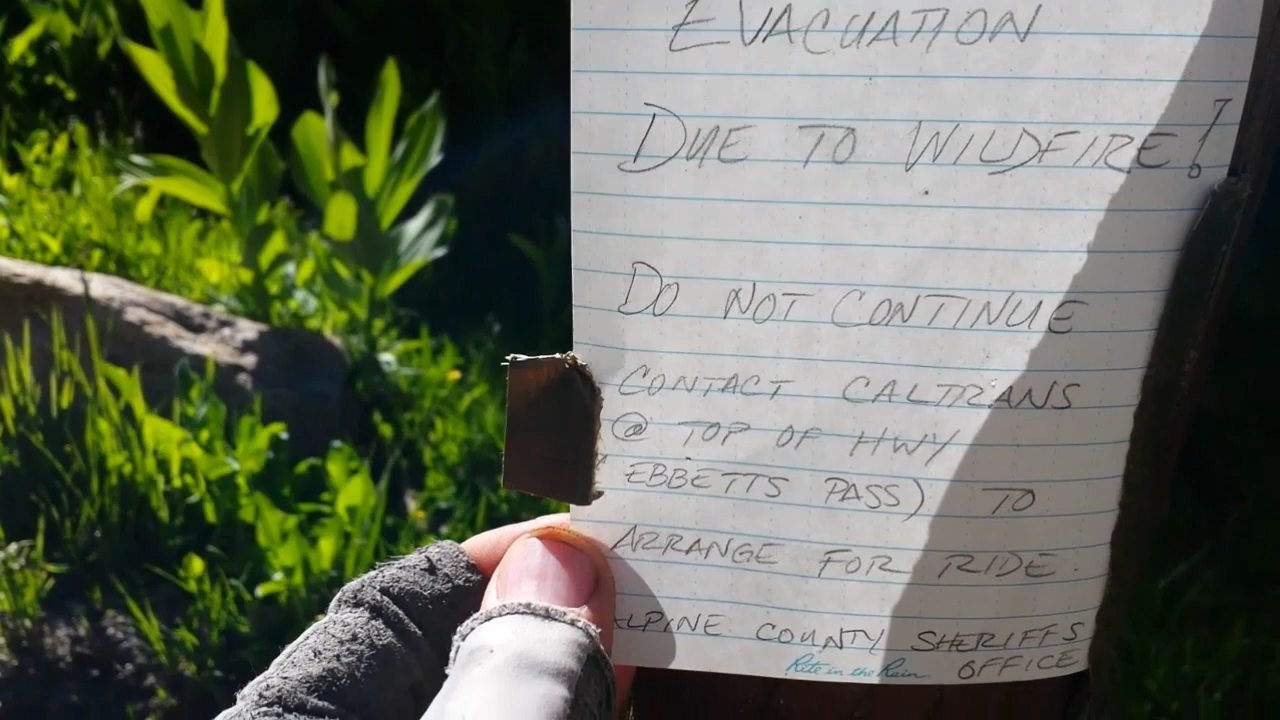 EVACUATION
DUE TO WILDFIRE!
DO NOT CONTINUE
CONTACT CALTRANS
@ TOP OF HWY
EBBETTS PASS) TO
ARRANGE FOR RIDE.
ALPINE COUNTY SHERIFFS
OFFICE
Rite in the Rain